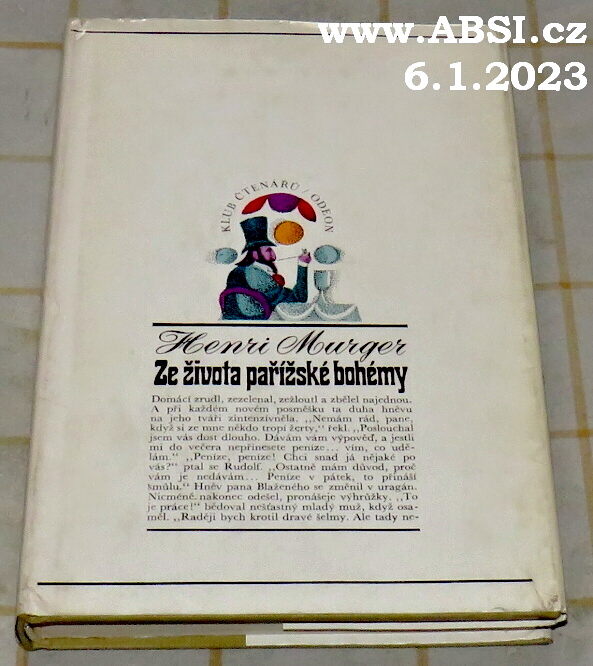 www.ABSI.cz
6.1.2023
KLUB ČTENÁŘŮ / ODEON
Henri Murger
Ze života pařížské bohémy
Domácí zrudl, zezelenal, zežloutl a zbělel najednou.
A při každém novém posměšku ta duha hněvu
na jeho tváři zintenzívněla. ,,Nemám rád, pane,
když si ze mne někdo tropí žerty,“ řekl. ,,Poslouchal
jsem vás dost dlouho. Dávám vám výpověď, a jestli
mi do večera nepřinesete peníze... vím, co udě-
lám.“ ,,Peníze, peníze! Chci snad já nějaké po
vás?“ ptal se Rudolf. ,,Ostatně mám důvod, proč
vám je nedávám... Peníze v pátek, to přináší
smůlu.“ Hněv pana Blaženého se změnil v uragán.
Nicméně nakonec odešel, pronášeje výhrůžky. ,,To
je práce!“ bědoval nešťastný mladý muž, když osa-
měl. ,,Raději bych krotil dravé šelmy. Ale tady ne-